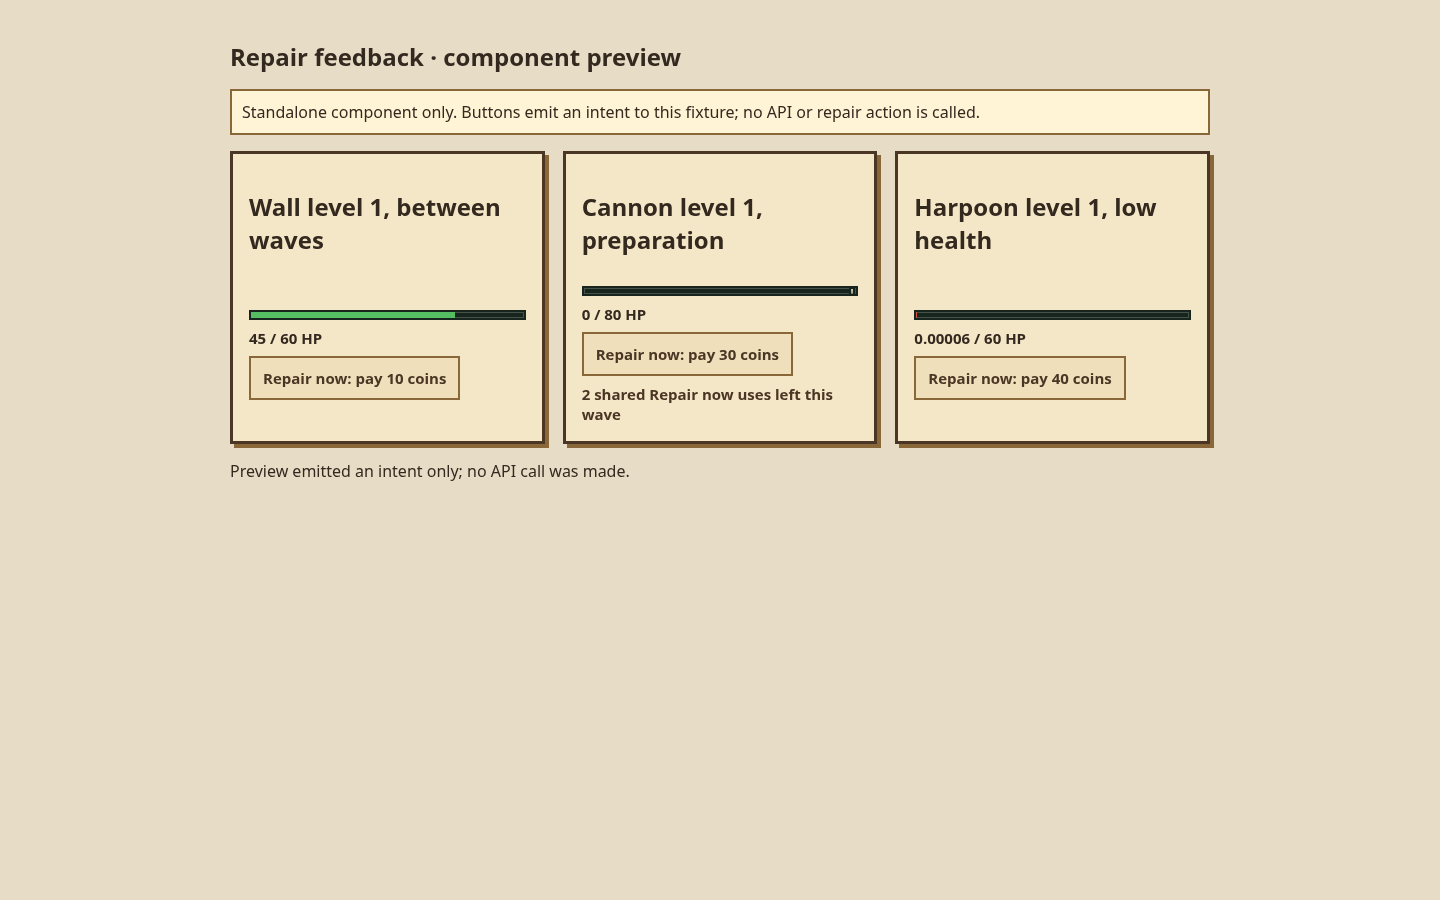 Repair feedback · component preview
Standalone component only. Buttons emit an intent to this fixture; no API or repair action is called.
Wall level 1, between
waves
45 / 60 HP
Repair now: pay 10 coins
Cannon level 1,
preparation
0 / 80 HP
Repair now: pay 30 coins
2 shared Repair now uses left this
wave
Harpoon level 1, low
health
0.00006 / 60 HP
Repair now: pay 40 coins
Preview emitted an intent only; no API call was made.